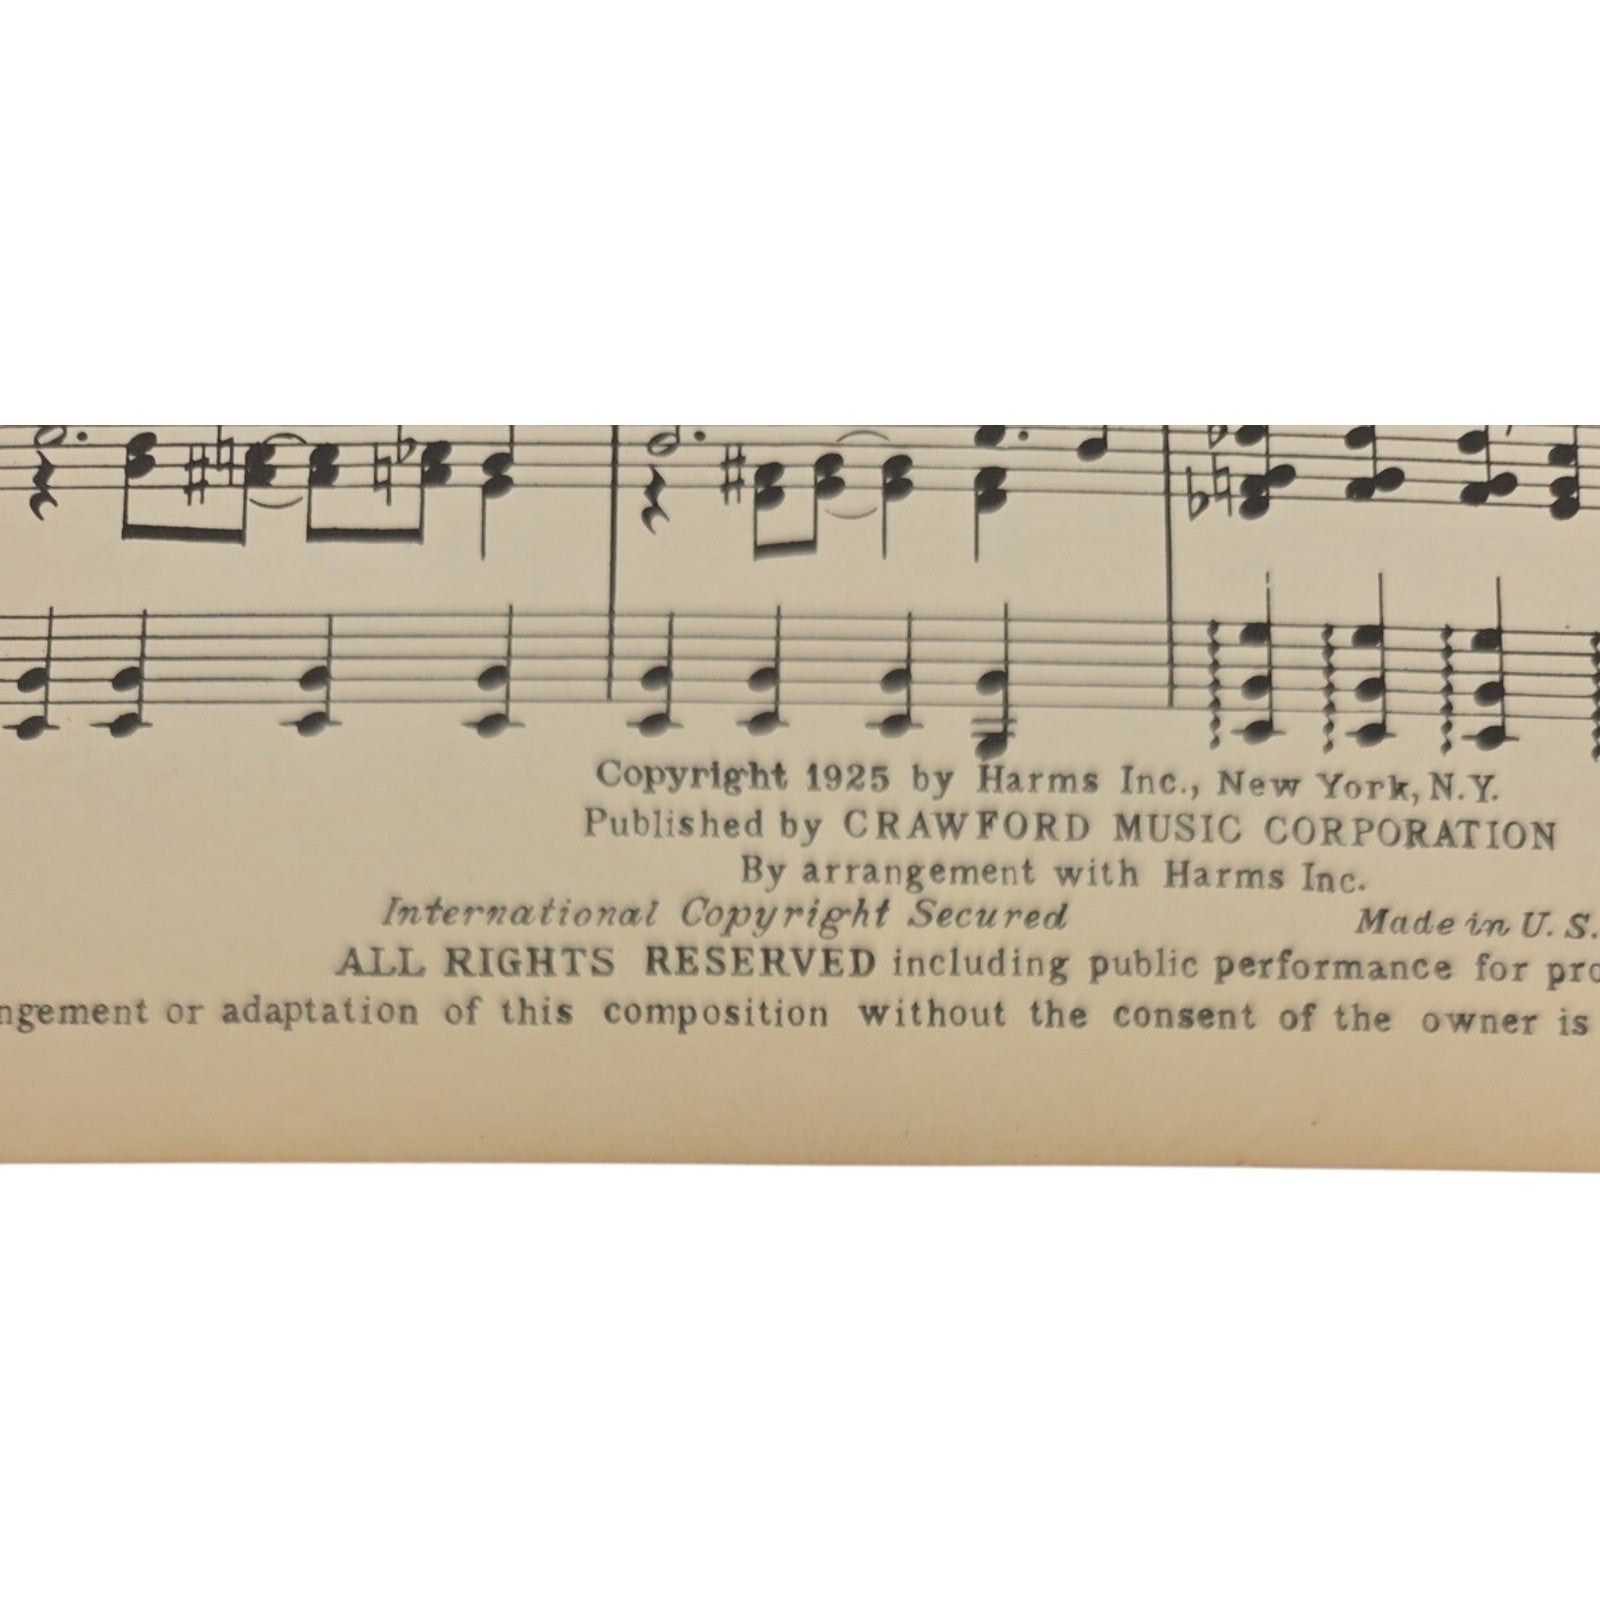 Copyright 1925 by Harms Inc., New York, N.Y.
Published by CRAWFORD MUSIC CORPORATION
By arrangement with Harms Inc.
International Copyright Secured Made in U. S.
ALL RIGHTS RESERVED including public performance for pro
ngement or adaptation of this composition without the consent of the owner is